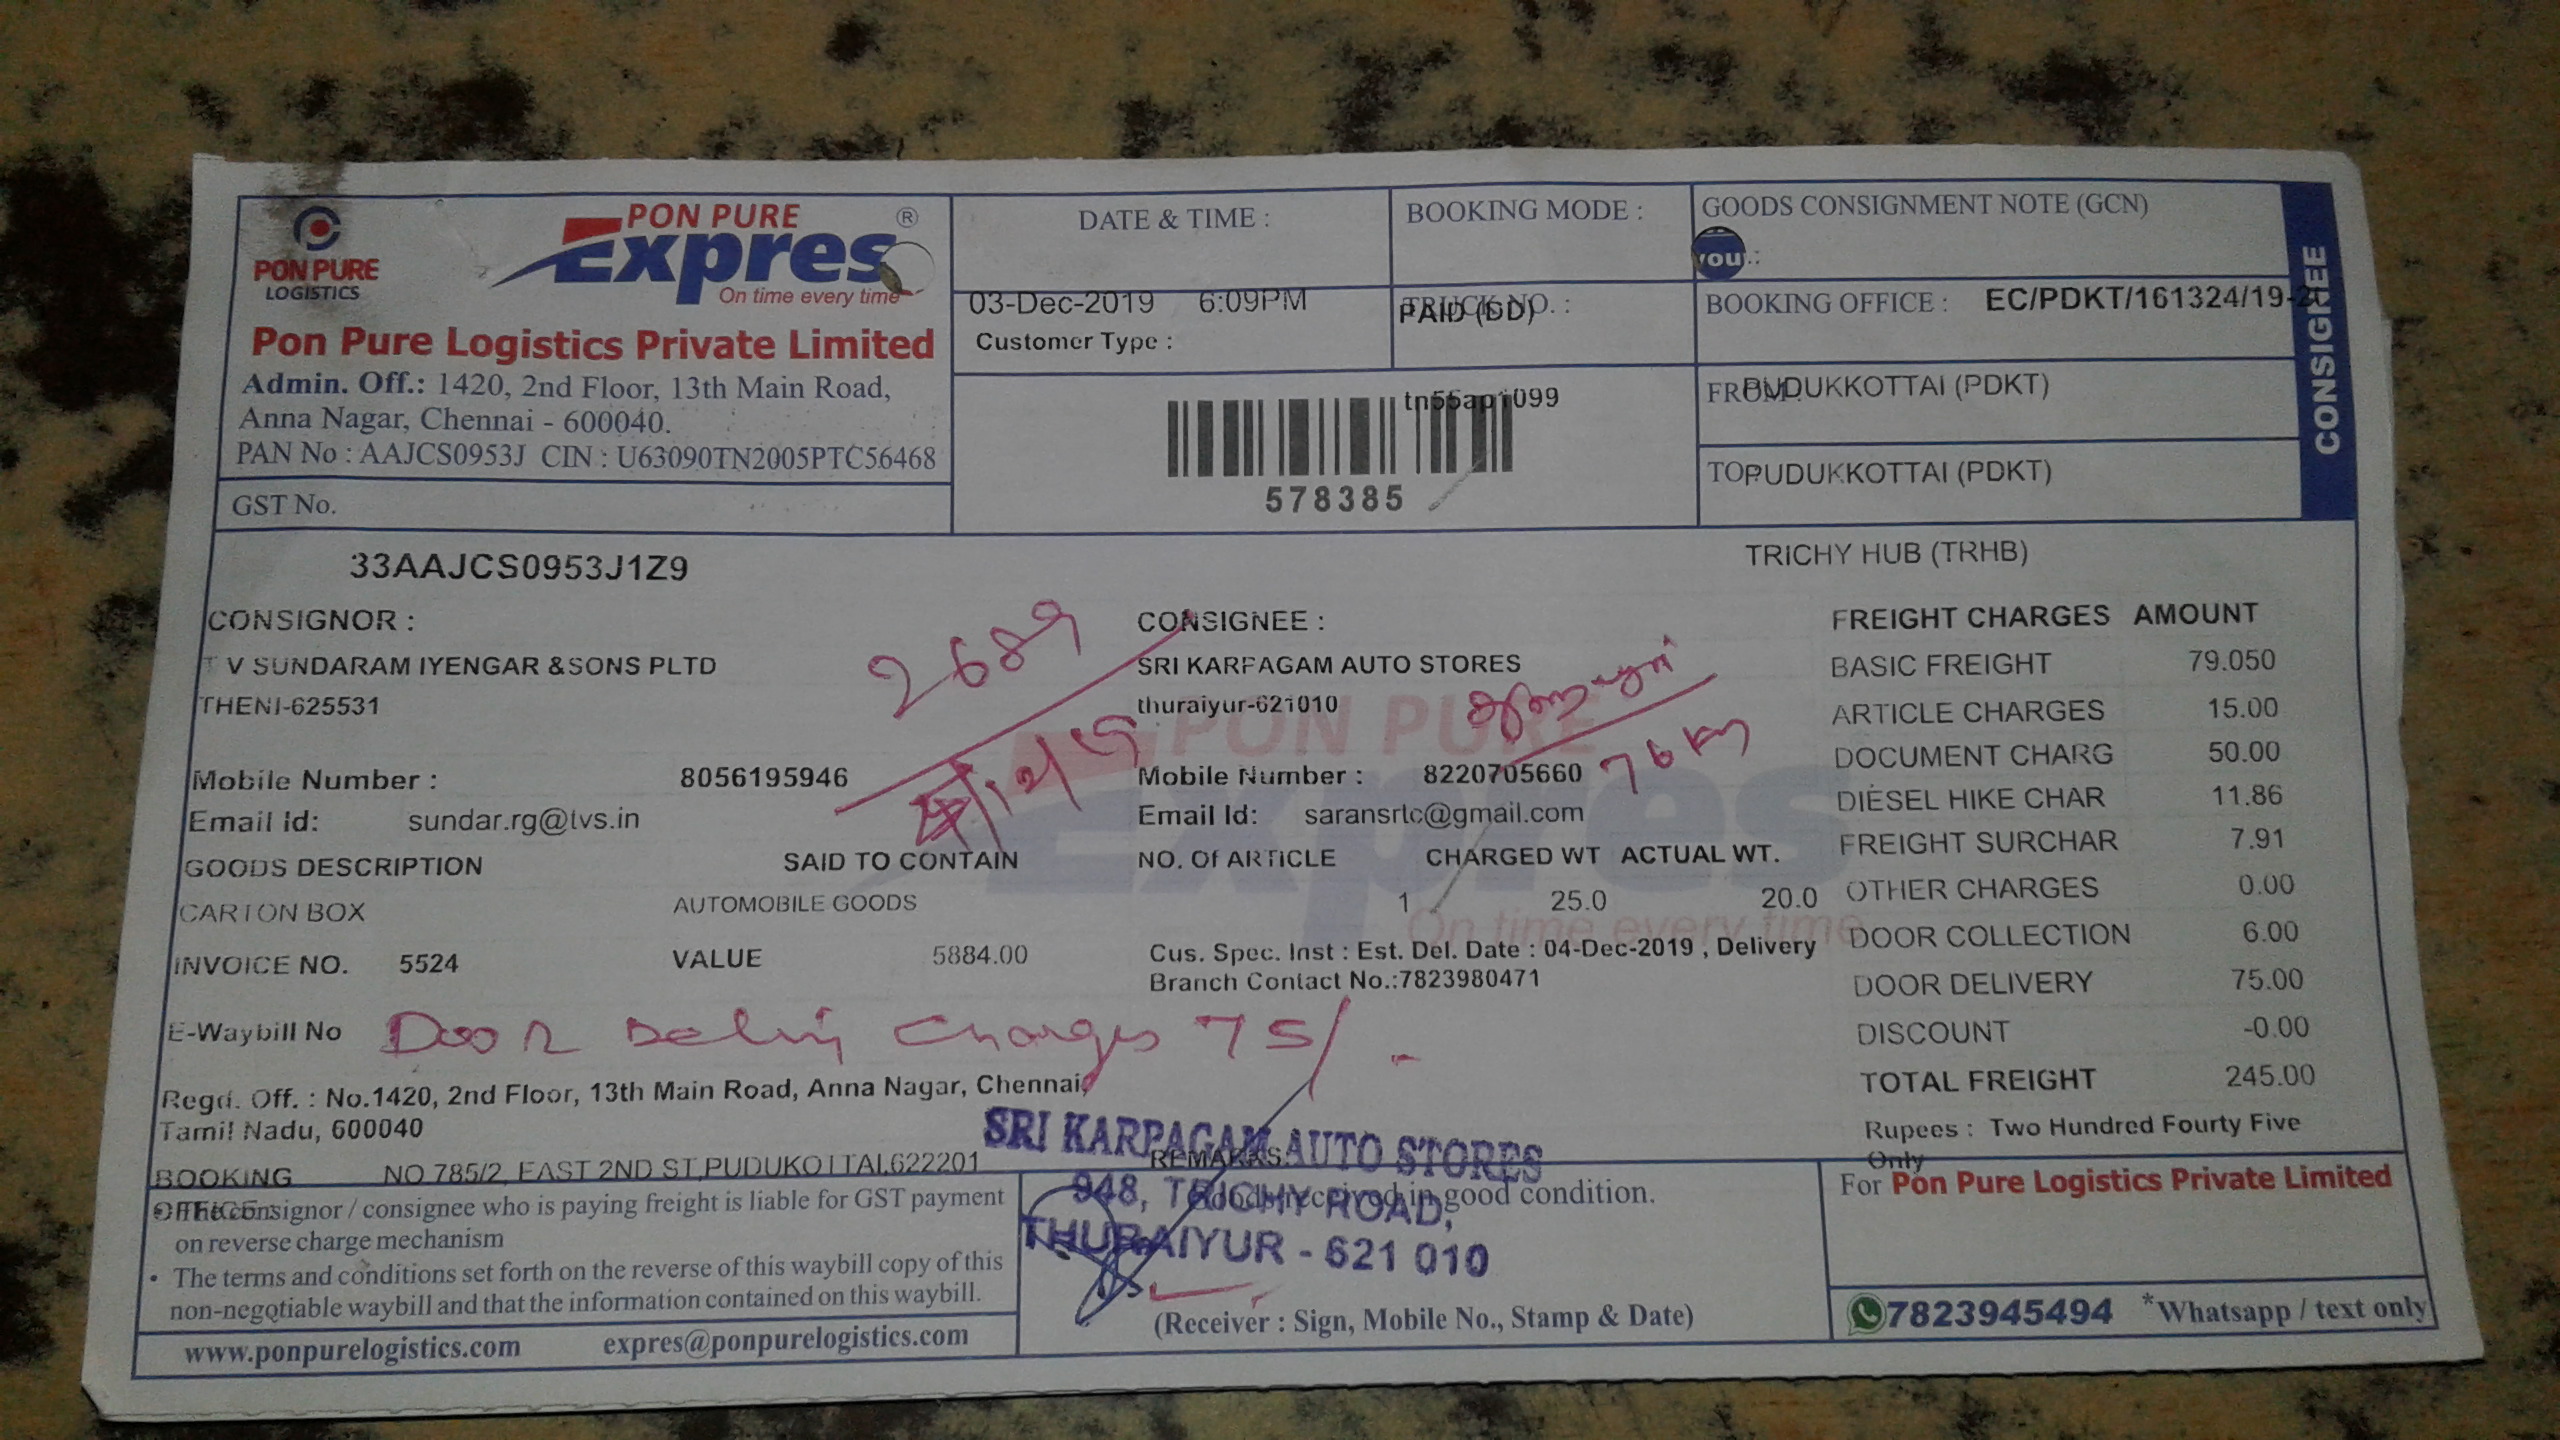 PON PURE
LOGISTICS
PON PURE
Expres
®
On time every time
Pon Pure Logistics Private Limited
Admin. Off.: 1420, 2nd Floor, 13th Main Road,
Anna Nagar, Chennai - 600040.
PAN No : AAJCS0953J CIN : U63090TN2005PTC56468
GST No.
33AAJCS0953J1Z9
DATE & TIME :
03-Dec-2019 6:09PM
Customer Type :
BOOKING MODE :
TRUCK NO. :
PAID (DD)
tn55ap1099
578385
GOODS CONSIGNMENT NOTE (GCN)
you
BOOKING OFFICE : EC/PDKT/161324/19-
FROM : PUDUKKOTTAI (PDKT)
TO PUDUKKOTTAI (PDKT)
TRICHY HUB (TRHB)
CONSIGNEE
CONSIGNOR :
T V SUNDARAM IYENGAR &SONS PLTD
THENI-625531
Mobile Number : 8056195946
Email Id: sundar.rg@tvs.in
2689
CONSIGNEE :
SRI KARPAGAM AUTO STORES
thuraiyur-621010
76 kg
Mobile Number : 8220705660
Email Id: saransrtc@gmail.com
GOODS DESCRIPTION SAID TO CONTAIN NO. Of ARTICLE CHARGED WT ACTUAL WT.
CARTON BOX AUTOMOBILE GOODS 1 25.0 20.0
INVOICE NO. 5524 VALUE 5884.00
Cus. Spec. Inst : Est. Del. Date : 04-Dec-2019 , Delivery
Branch Contact No.:7823980471
PON PURE
Expres
On time every time
FREIGHT CHARGES AMOUNT
BASIC FREIGHT 79.050
ARTICLE CHARGES 15.00
DOCUMENT CHARG 50.00
DIESEL HIKE CHAR 11.86
FREIGHT SURCHAR 7.91
OTHER CHARGES 0.00
DOOR COLLECTION 6.00
DOOR DELIVERY 75.00
DISCOUNT -0.00
TOTAL FREIGHT 245.00
Rupees : Two Hundred Fourty Five
Only
E-Waybill No
Door Charges 75/-
Regd. Off. : No.1420, 2nd Floor, 13th Main Road, Anna Nagar, Chennai,
Tamil Nadu, 600040
BOOKING NO 785/2, EAST 2ND ST,PUDUKOTTAI,622201
OFFICE :
• The consignor / consignee who is paying freight is liable for GST payment
on reverse charge mechanism
• The terms and conditions set forth on the reverse of this waybill copy of this
non-negotiable waybill and that the information contained on this waybill.
www.ponpurelogistics.com expres@ponpurelogistics.com
REMARKS:
Goods received in good condition.
SRI KARPAGAM AUTO STORES
948, TRICHY ROAD,
THURAIYUR - 621 010
(Receiver : Sign, Mobile No., Stamp & Date)
For Pon Pure Logistics Private Limited
7823945494 *Whatsapp / text only